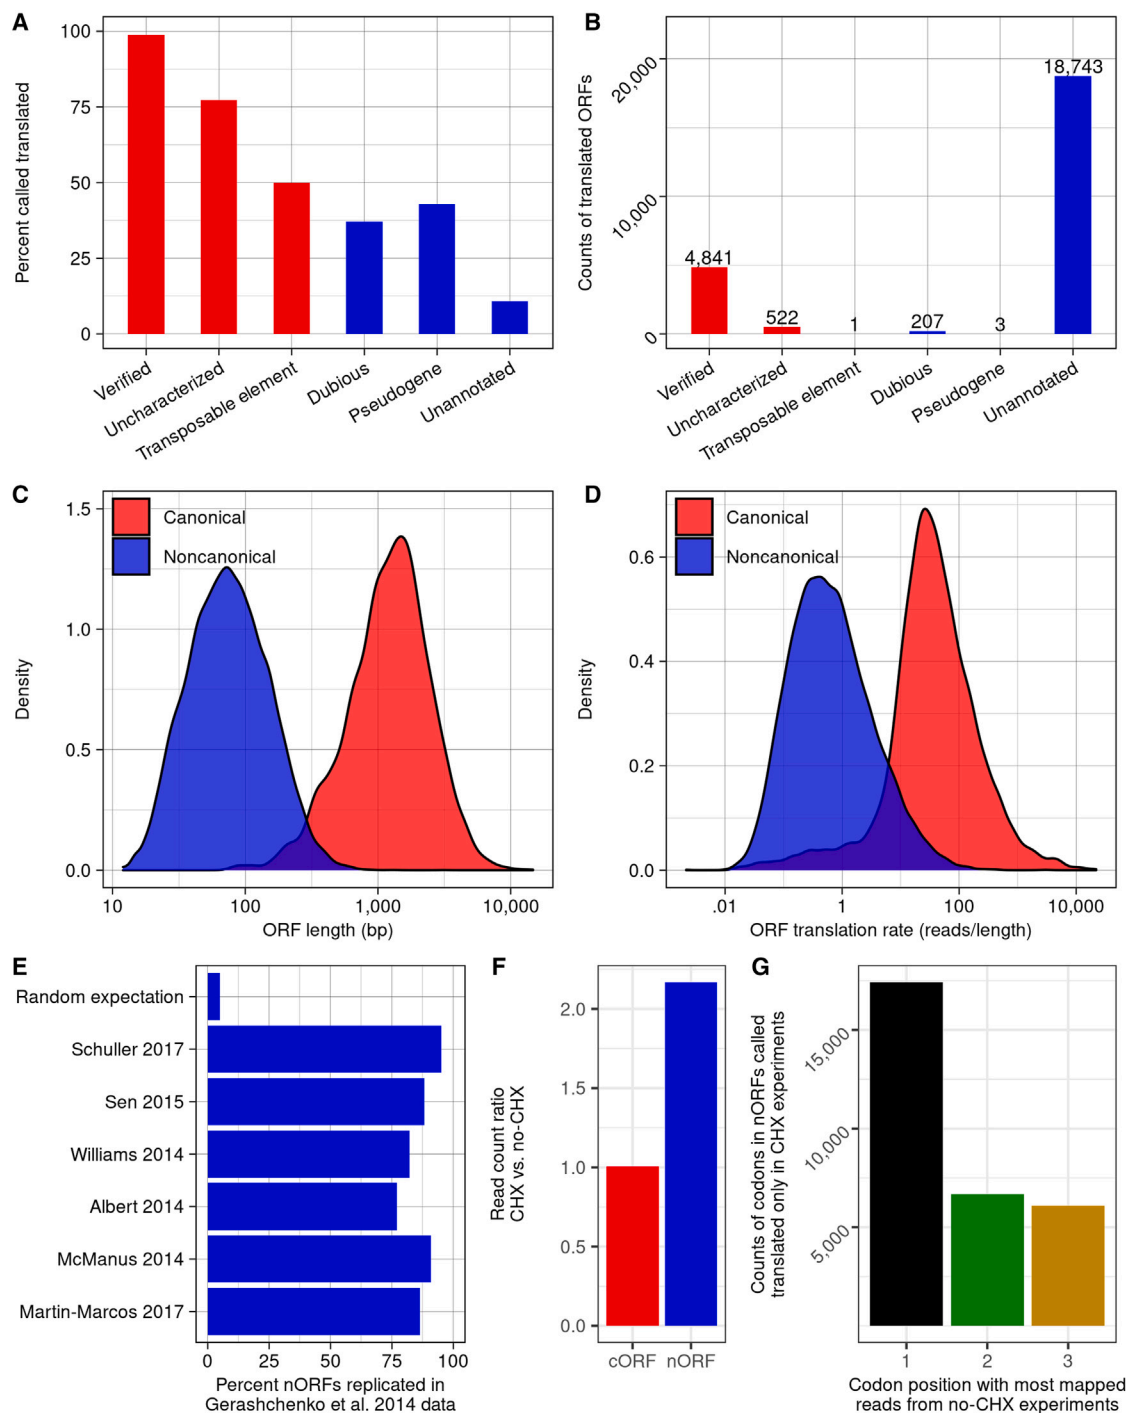 A
Percent called translated
100
75
50
25
0
Verified
Uncharacterized
Transposable element
Dubious
Pseudogene
Unannotated
B
Counts of translated ORFs
20,000
10,000
0
4,841
522
1
207
3
18,743
Verified
Uncharacterized
Transposable element
Dubious
Pseudogene
Unannotated
C
Density
1.5
1.0
0.5
0.0
Canonical
Noncanonical
10
100
1,000
10,000
ORF length (bp)
D
Density
0.6
0.4
0.2
0.0
Canonical
Noncanonical
.01
1
100
10,000
ORF translation rate (reads/length)
E
Random expectation
Schuller 2017
Sen 2015
Williams 2014
Albert 2014
McManus 2014
Martin-Marcos 2017
0
25
50
75
100
Percent nORFs replicated in
Gerashchenko et al. 2014 data
F
Read count ratio
CHX vs. no-CHX
2.0
1.5
1.0
0.5
0.0
cORF
nORF
G
Counts of codons in nORFs called
translated only in CHX experiments
15,000
10,000
5,000
1
2
3
Codon position with most mapped
reads from no-CHX experiments